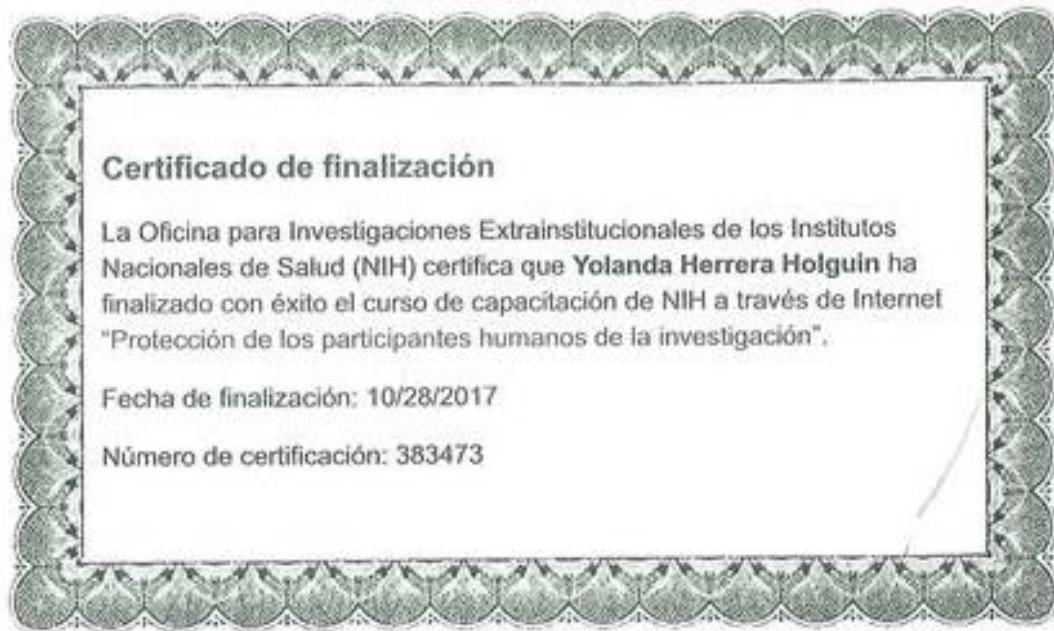 Certificado de finalización
La Oficina para Investigaciones Extrainstitucionales de los Institutos
Nacionales de Salud (NIH) certifica que Yolanda Herrera Holguin ha
finalizado con éxito el curso de capacitación de NIH a través de Internet
"Protección de los participantes humanos de la investigación".
Fecha de finalización: 10/28/2017
Número de certificación: 383473